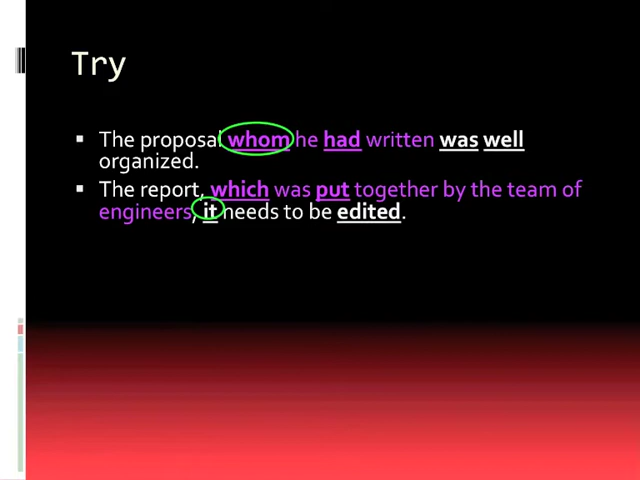 Try
The proposal whom he had written was well
organized.
The report, which was put together by the team of
engineers, it needs to be edited.